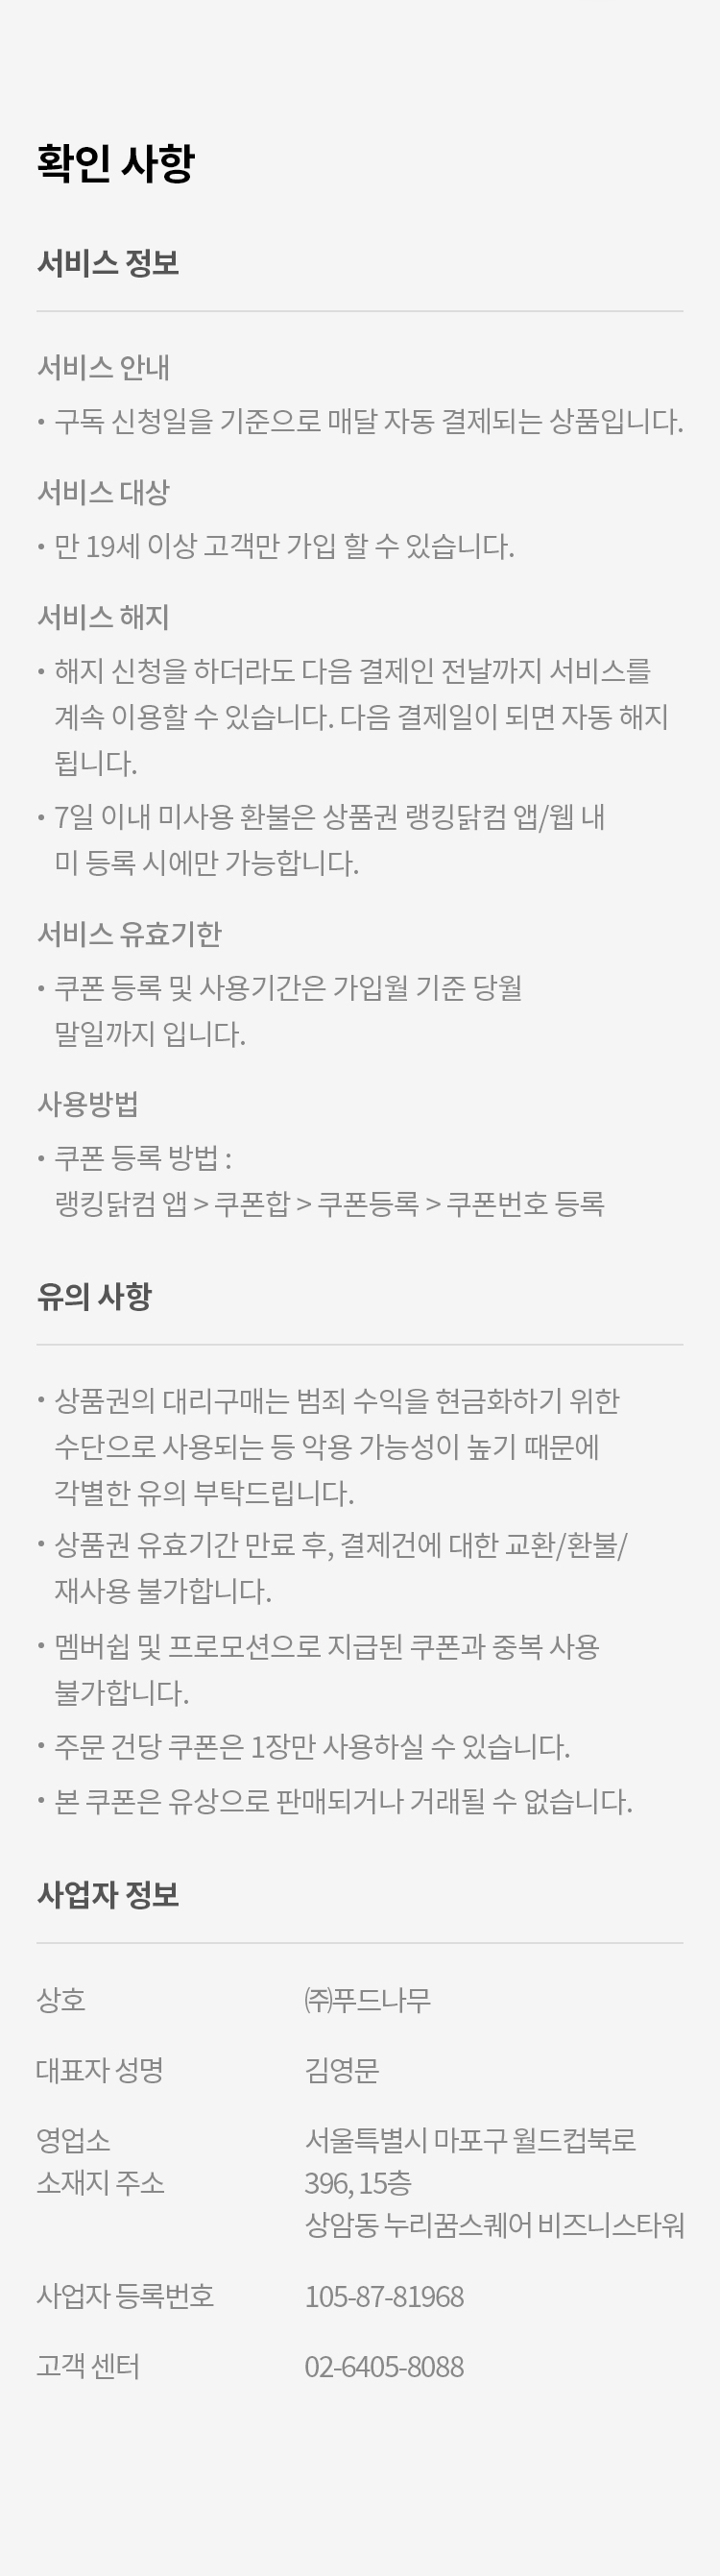 확인 사항
서비스 정보
서비스 안내
• 구독 신청일을 기준으로 매달 자동 결제되는 상품입니다.
서비스 대상
• 만 19세 이상 고객만 가입 할 수 있습니다.
서비스 해지
• 해지 신청을 하더라도 다음 결제인 전날까지 서비스를
계속 이용할 수 있습니다. 다음 결제일이 되면 자동 해지
됩니다.
• 7일 이내 미사용 환불은 상품권 랭킹닭컴 앱/웹 내
미 등록 시에만 가능합니다.
서비스 유효기한
• 쿠폰 등록 및 사용기간은 가입월 기준 당월
말일까지 입니다.
사용방법
• 쿠폰 등록 방법 :
랭킹닭컴 앱 > 쿠폰합 > 쿠폰등록 > 쿠폰번호 등록
유의 사항
• 상품권의 대리구매는 범죄 수익을 현금화하기 위한
수단으로 사용되는 등 악용 가능성이 높기 때문에
각별한 유의 부탁드립니다.
• 상품권 유효기간 만료 후, 결제건에 대한 교환/환불/
재사용 불가합니다.
• 멤버쉽 및 프로모션으로 지급된 쿠폰과 중복 사용
불가합니다.
• 주문 건당 쿠폰은 1장만 사용하실 수 있습니다.
• 본 쿠폰은 유상으로 판매되거나 거래될 수 없습니다.
사업자 정보
상호 ㈜푸드나무
대표자 성명 김영문
영업소 서울특별시 마포구 월드컵북로
소재지 주소 396, 15층
상암동 누리꿈스퀘어 비즈니스타워
사업자 등록번호 105-87-81968
고객 센터 02-6405-8088